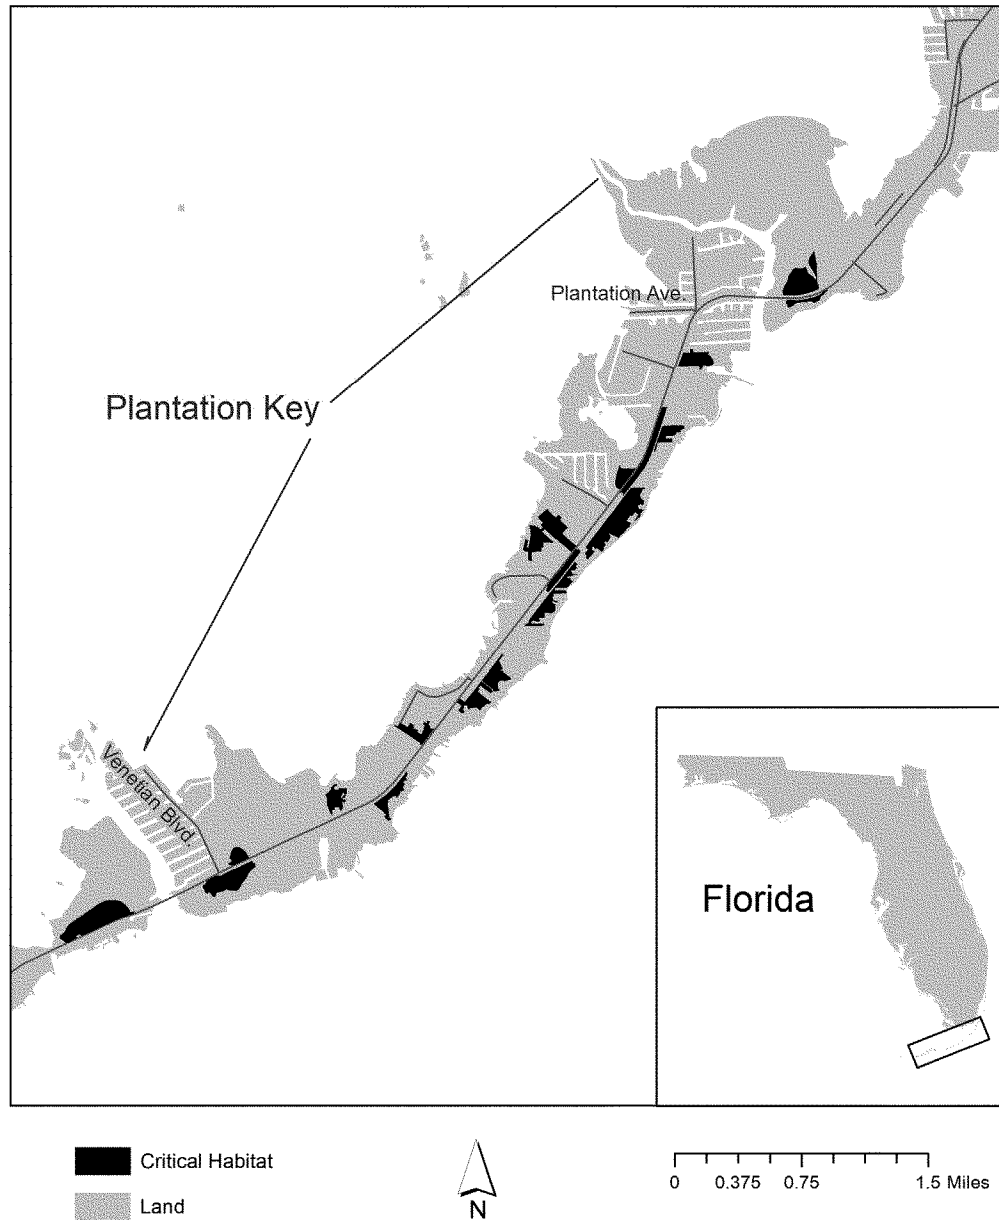 Plantation Ave.
Plantation Key
Venetian Blvd.
Florida
Critical Habitat
Land
N
0 0.375 0.75 1.5 Miles